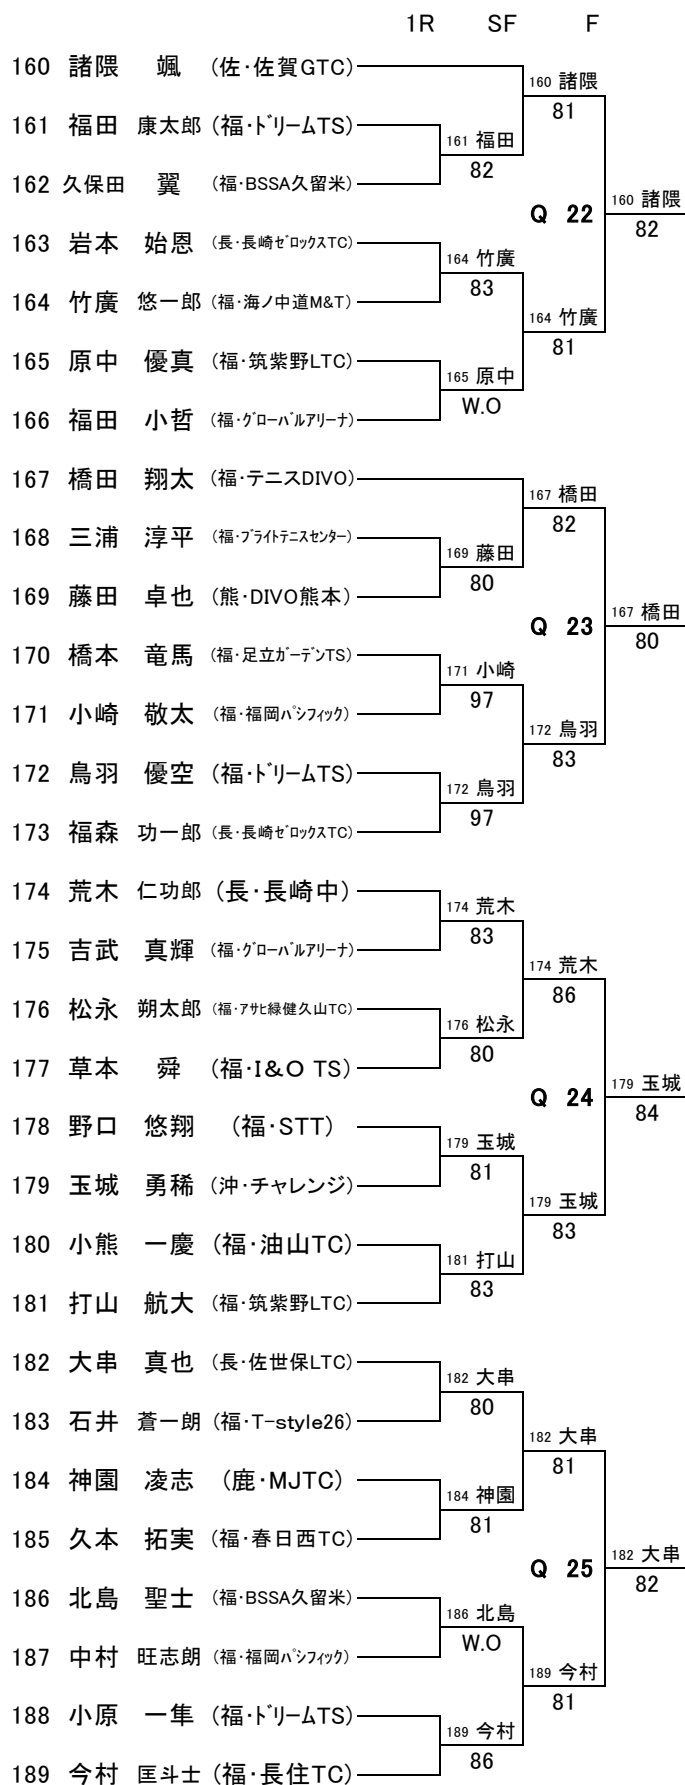 1R SF F
160 諸隈 颯 (佐・佐賀GTC)
160 諸隈
81
161 福田 康太郎 (福・ドリームTS)
161 福田
82
162 久保田 翼 (福・BSSA久留米)
Q 22
160 諸隈
82
163 岩本 始恩 (長・長崎ゼロックスTC)
164 竹廣
83
164 竹廣 悠一郎 (福・海ノ中道M&T)
164 竹廣
81
165 原中 優真 (福・筑紫野LTC)
165 原中
W.O
166 福田 小哲 (福・グローバルアリーナ)
167 橋田 翔太 (福・テニスDIVO)
167 橋田
82
168 三浦 淳平 (福・ブライトテニスセンター)
169 藤田
80
169 藤田 卓也 (熊・DIVO熊本)
Q 23
167 橋田
80
170 橋本 竜馬 (福・足立ガーデンTS)
171 小崎
97
171 小崎 敬太 (福・福岡パシフィック)
172 鳥羽
83
172 鳥羽 優空 (福・ドリームTS)
172 鳥羽
97
173 福森 功一郎 (長・長崎ゼロックスTC)
174 荒木 仁功郎 (長・長崎中)
174 荒木
83
175 吉武 真輝 (福・グローバルアリーナ)
174 荒木
86
176 松永 朔太郎 (福・アサヒ緑健久山TC)
176 松永
80
177 草本 舜 (福・I&O TS)
Q 24
179 玉城
84
178 野口 悠翔 (福・STT)
179 玉城
81
179 玉城 勇稀 (沖・チャレンジ)
179 玉城
83
180 小熊 一慶 (福・油山TC)
181 打山
83
181 打山 航大 (福・筑紫野LTC)
182 大串 真也 (長・佐世保LTC)
182 大串
80
183 石井 蒼一朗 (福・T-style26)
182 大串
81
184 神園 凌志 (鹿・MJTC)
184 神園
81
185 久本 拓実 (福・春日西TC)
Q 25
182 大串
82
186 北島 聖士 (福・BSSA久留米)
186 北島
W.O
187 中村 旺志朗 (福・福岡パシフィック)
189 今村
81
188 小原 一隼 (福・ドリームTS)
189 今村
86
189 今村 匡斗士 (福・長住TC)